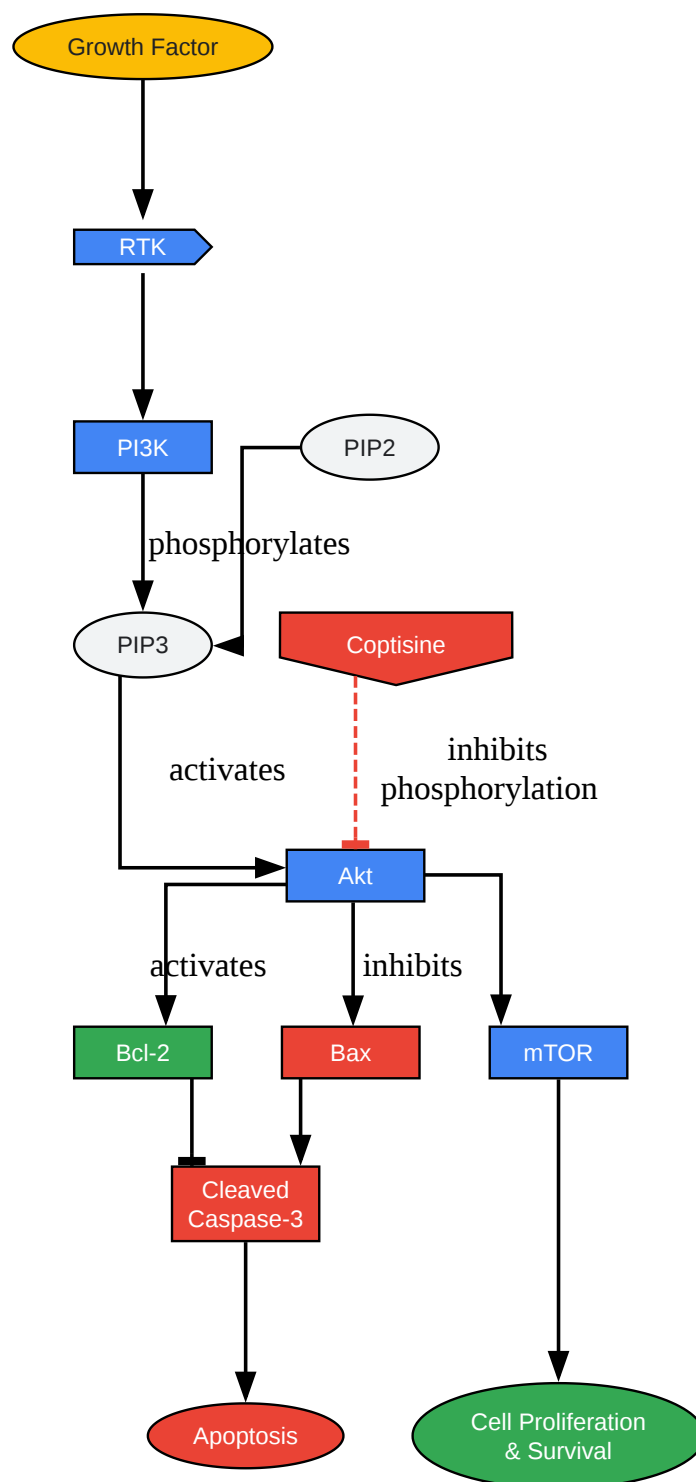 Growth Factor
RTK
PI3K
PIP2
phosphorylates
PIP3
Coptisine
activates
inhibits
phosphorylation
Akt
activates
inhibits
Bcl-2
Bax
mTOR
Cleaved
Caspase-3
Apoptosis
Cell Proliferation
& Survival